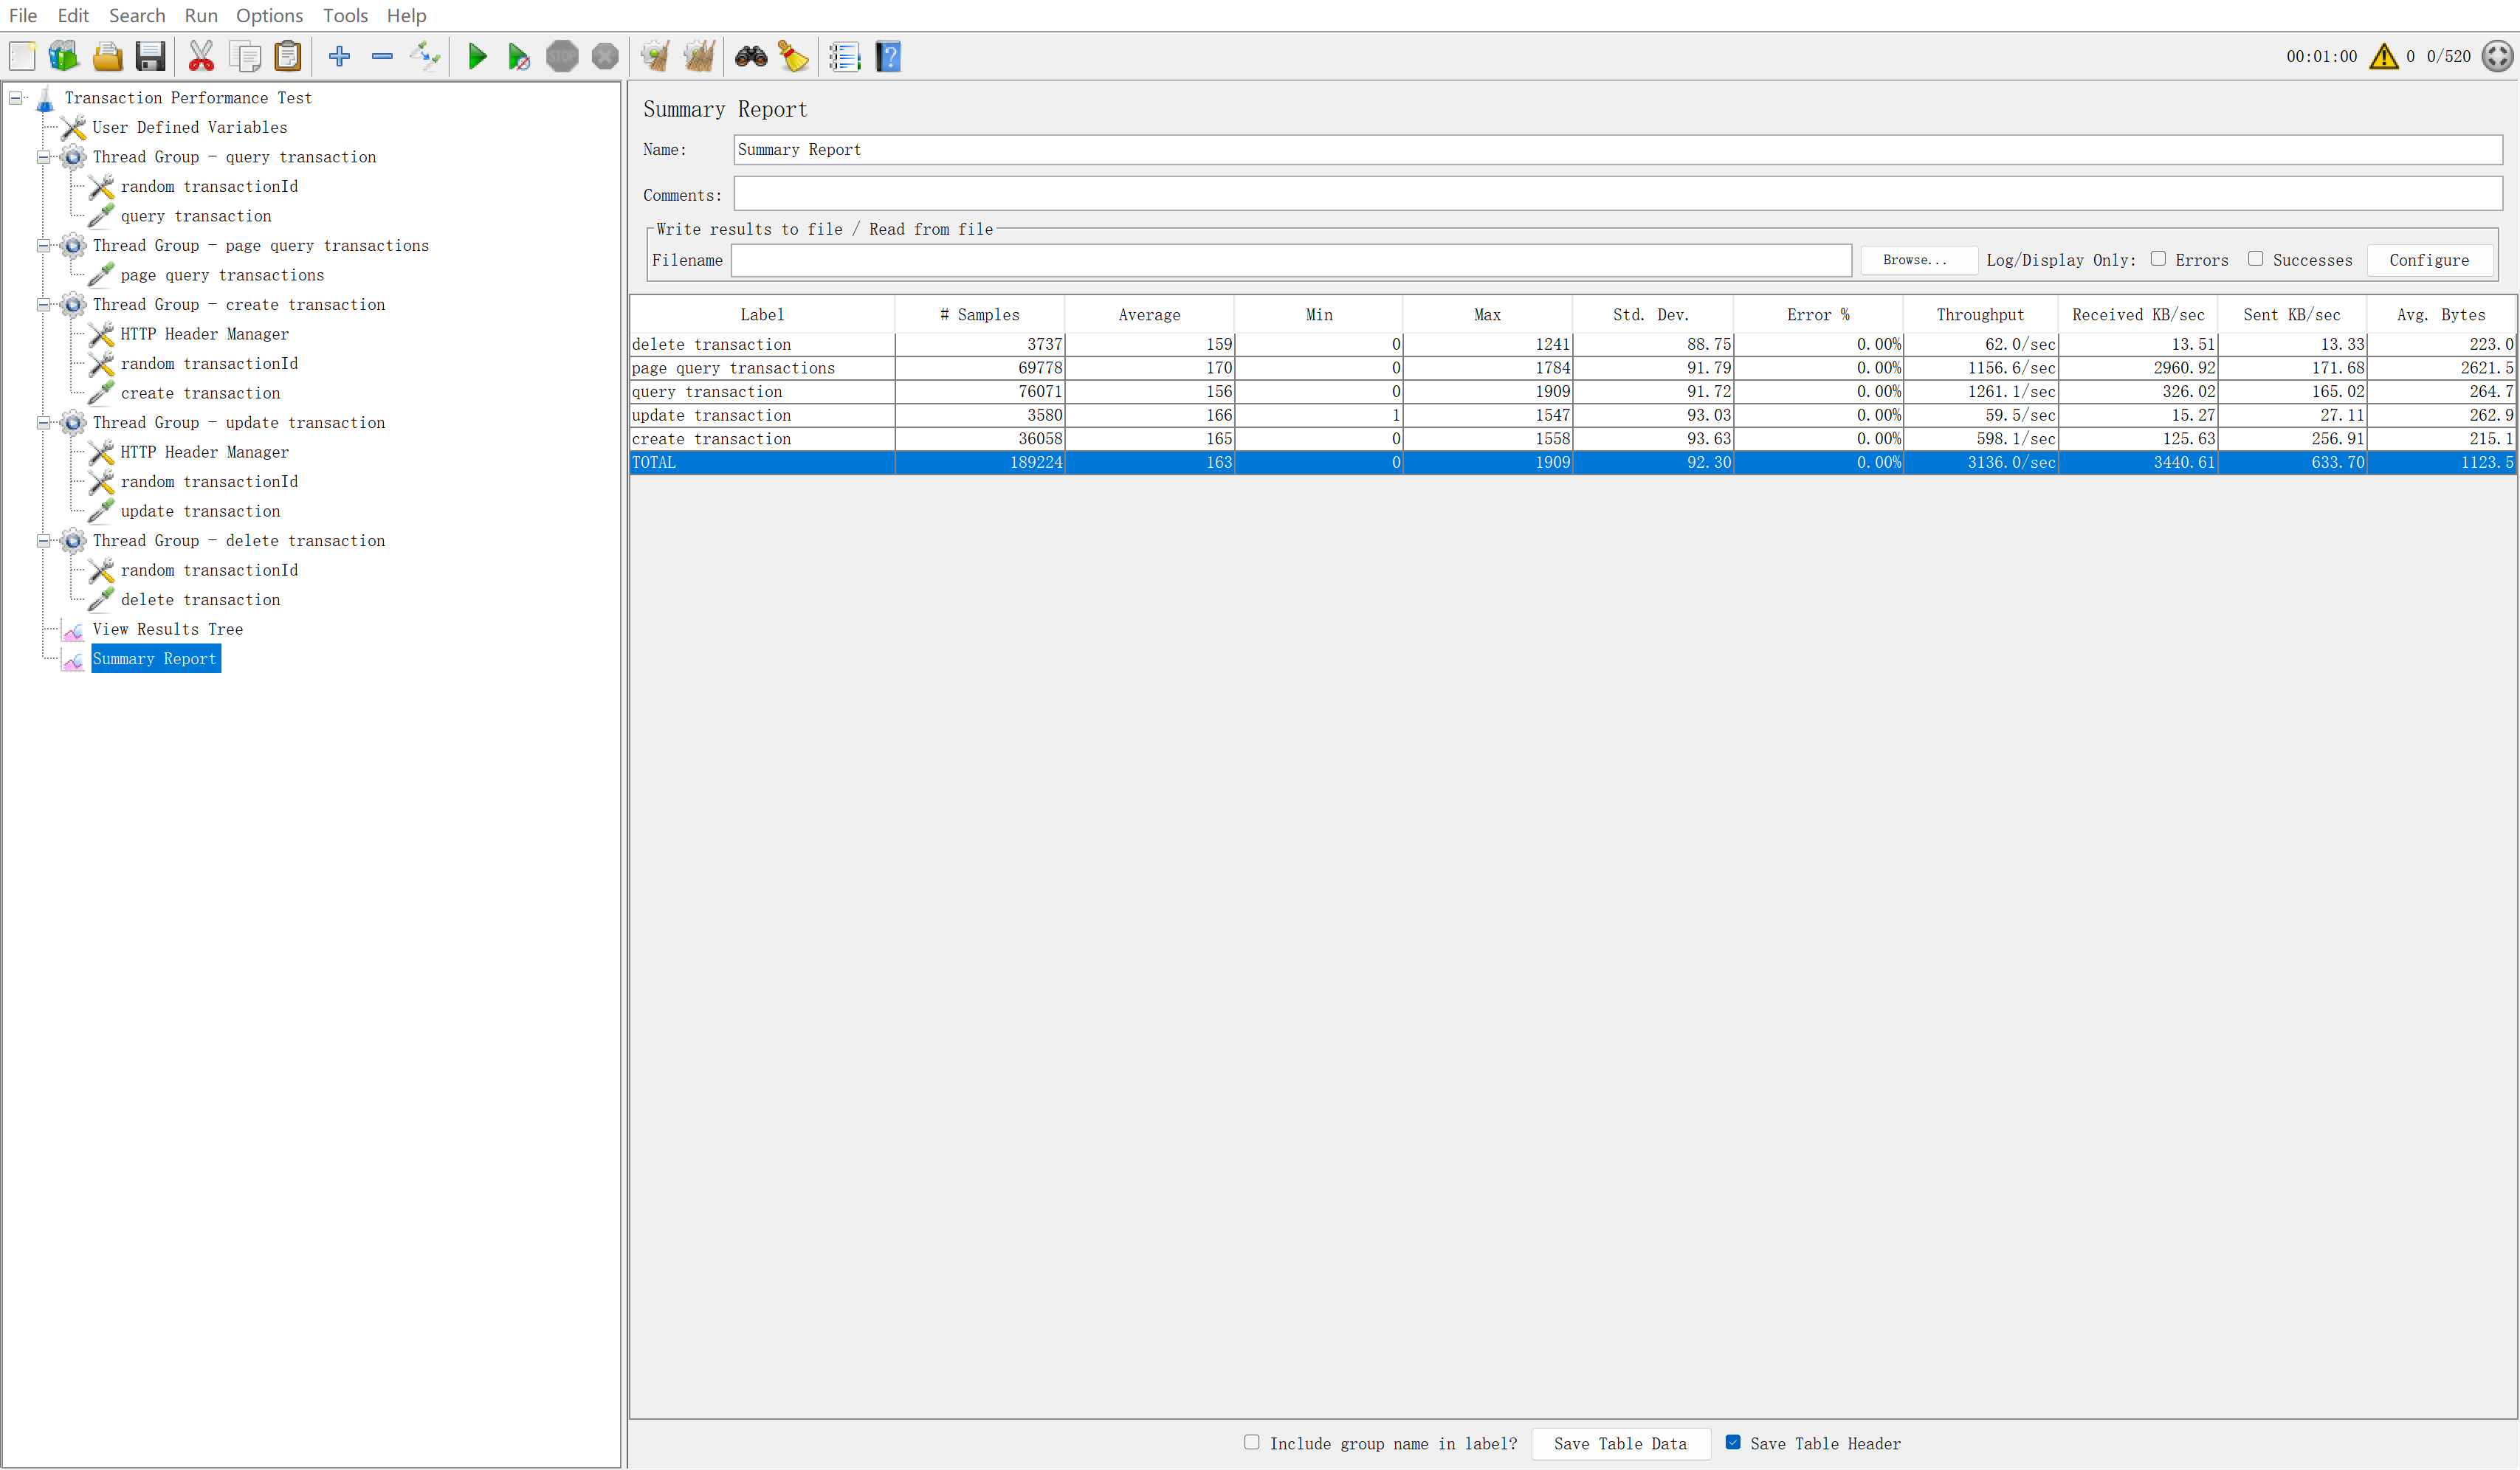 File Edit Search Run Options Tools Help
STOP
00:01:00 0 0/520
Transaction Performance Test
User Defined Variables
Thread Group - query transaction
random transactionId
query transaction
Thread Group - page query transactions
page query transactions
Thread Group - create transaction
HTTP Header Manager
random transactionId
create transaction
Thread Group - update transaction
HTTP Header Manager
random transactionId
update transaction
Thread Group - delete transaction
random transactionId
delete transaction
View Results Tree
Summary Report
Summary Report
Name: Summary Report
Comments:
Write results to file / Read from file
Filename Browse... Log/Display Only: Errors Successes Configure
Label # Samples Average Min Max Std. Dev. Error % Throughput Received KB/sec Sent KB/sec Avg. Bytes
delete transaction 3737 159 0 1241 88.75 0.00% 62.0/sec 13.51 13.33 223.0
page query transactions 69778 170 0 1784 91.79 0.00% 1156.6/sec 2960.92 171.68 2621.5
query transaction 76071 156 0 1909 91.72 0.00% 1261.1/sec 326.02 165.02 264.7
update transaction 3580 166 1 1547 93.03 0.00% 59.5/sec 15.27 27.11 262.9
create transaction 36058 165 0 1558 93.63 0.00% 598.1/sec 125.63 256.91 215.1
TOTAL 189224 163 0 1909 92.30 0.00% 3136.0/sec 3440.61 633.70 1123.5
Include group name in label? Save Table Data Save Table Header